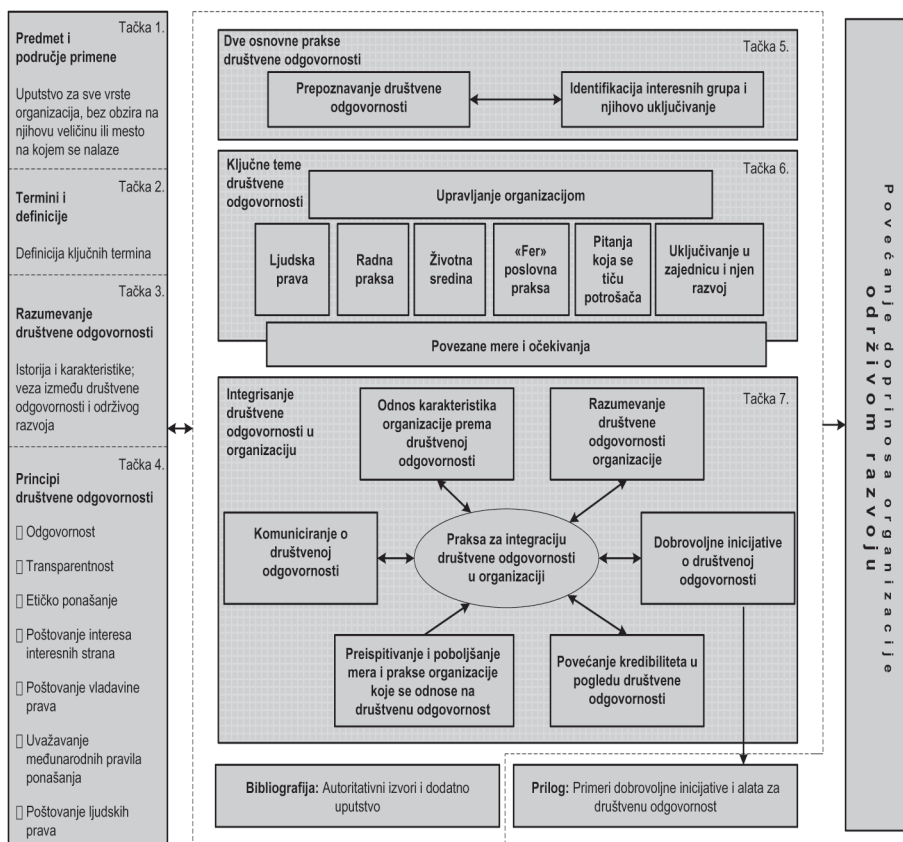 Tačka 1.
Predmet i
područje primene
Uputstvo za sve vrste
organizacija, bez obzira na
njihovu veličinu ili mesto
na kojem se nalaze
Tačka 2.
Termini i
definicije
Definicija ključnih termina
Tačka 3.
Razumevanje
društvene odgovornosti
Istorija i karakteristike;
veza između društvene
odgovornosti i održivog
razvoja
Tačka 4.
Principi
društvene odgovornosti
Odgovornost
Transparentnost
Etičko ponašanje
Poštovanje interesa
interesnih strana
Poštovanje vladavine
prava
Uvažavanje
međunarodnih pravila
ponašanja
Poštovanje ljudskih
prava
Dve osnovne prakse
društvene odgovornosti
Tačka 5.
Prepoznavanje društvene
odgovornosti
Identifikacija interesnih grupa i
njihovo uključivanje
Ključne teme
društvene
odgovornosti
Tačka 6.
Upravljanje organizacijom
Ljudska
prava
Radna
praksa
Životna
sredina
«Fer»
poslovna
praksa
Pitanja
koja se
tiču
potrošača
Uključivanje u
zajednicu i njen
razvoj
Povezane mere i očekivanja
Integrisanje
društvene
odgovornosti u
organizaciju
Tačka 7.
Odnos karakteristika
organizacije prema
društvenoj
odgovornosti
Razumevanje
društvene
odgovornosti
organizacije
Komuniciranje o
društvenoj
odgovornosti
Praksa za integraciju
društvene odgovornosti
u organizaciji
Dobrovoljne inicijative
o društvenoj
odgovornosti
Preispitivanje i poboljšanje
mera i prakse organizacije
koje se odnose na
društvenu odgovornost
Povećanje kredibiliteta u
pogledu društvene
odgovornosti
Bibliografija: Autoritativni izvori i dodatno
uputstvo
Prilog: Primeri dobrovoljne inicijative i alata za
društvenu odgovornost
Povećanje doprinosa organizacije
održivom razvoju